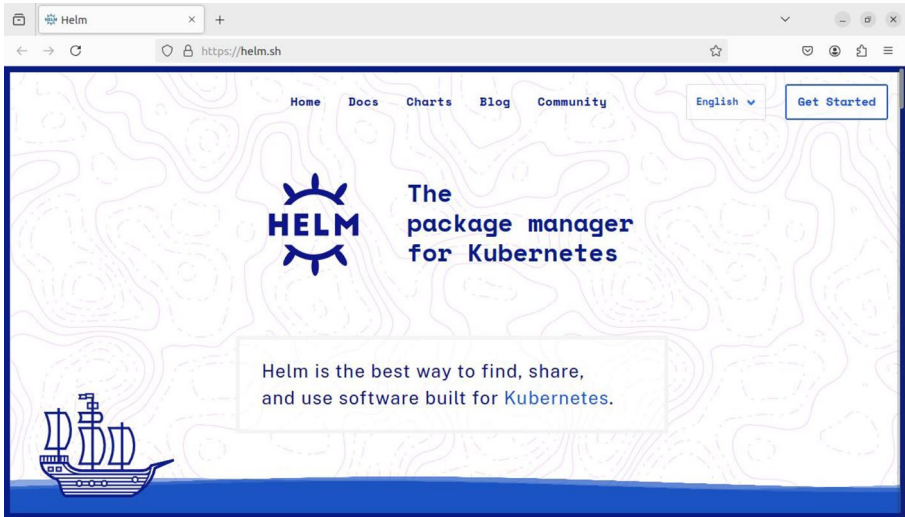 Helm
https://helm.sh
Home Docs Charts Blog Community English Get Started
HELM
The
package manager
for Kubernetes
Helm is the best way to find, share,
and use software built for Kubernetes.